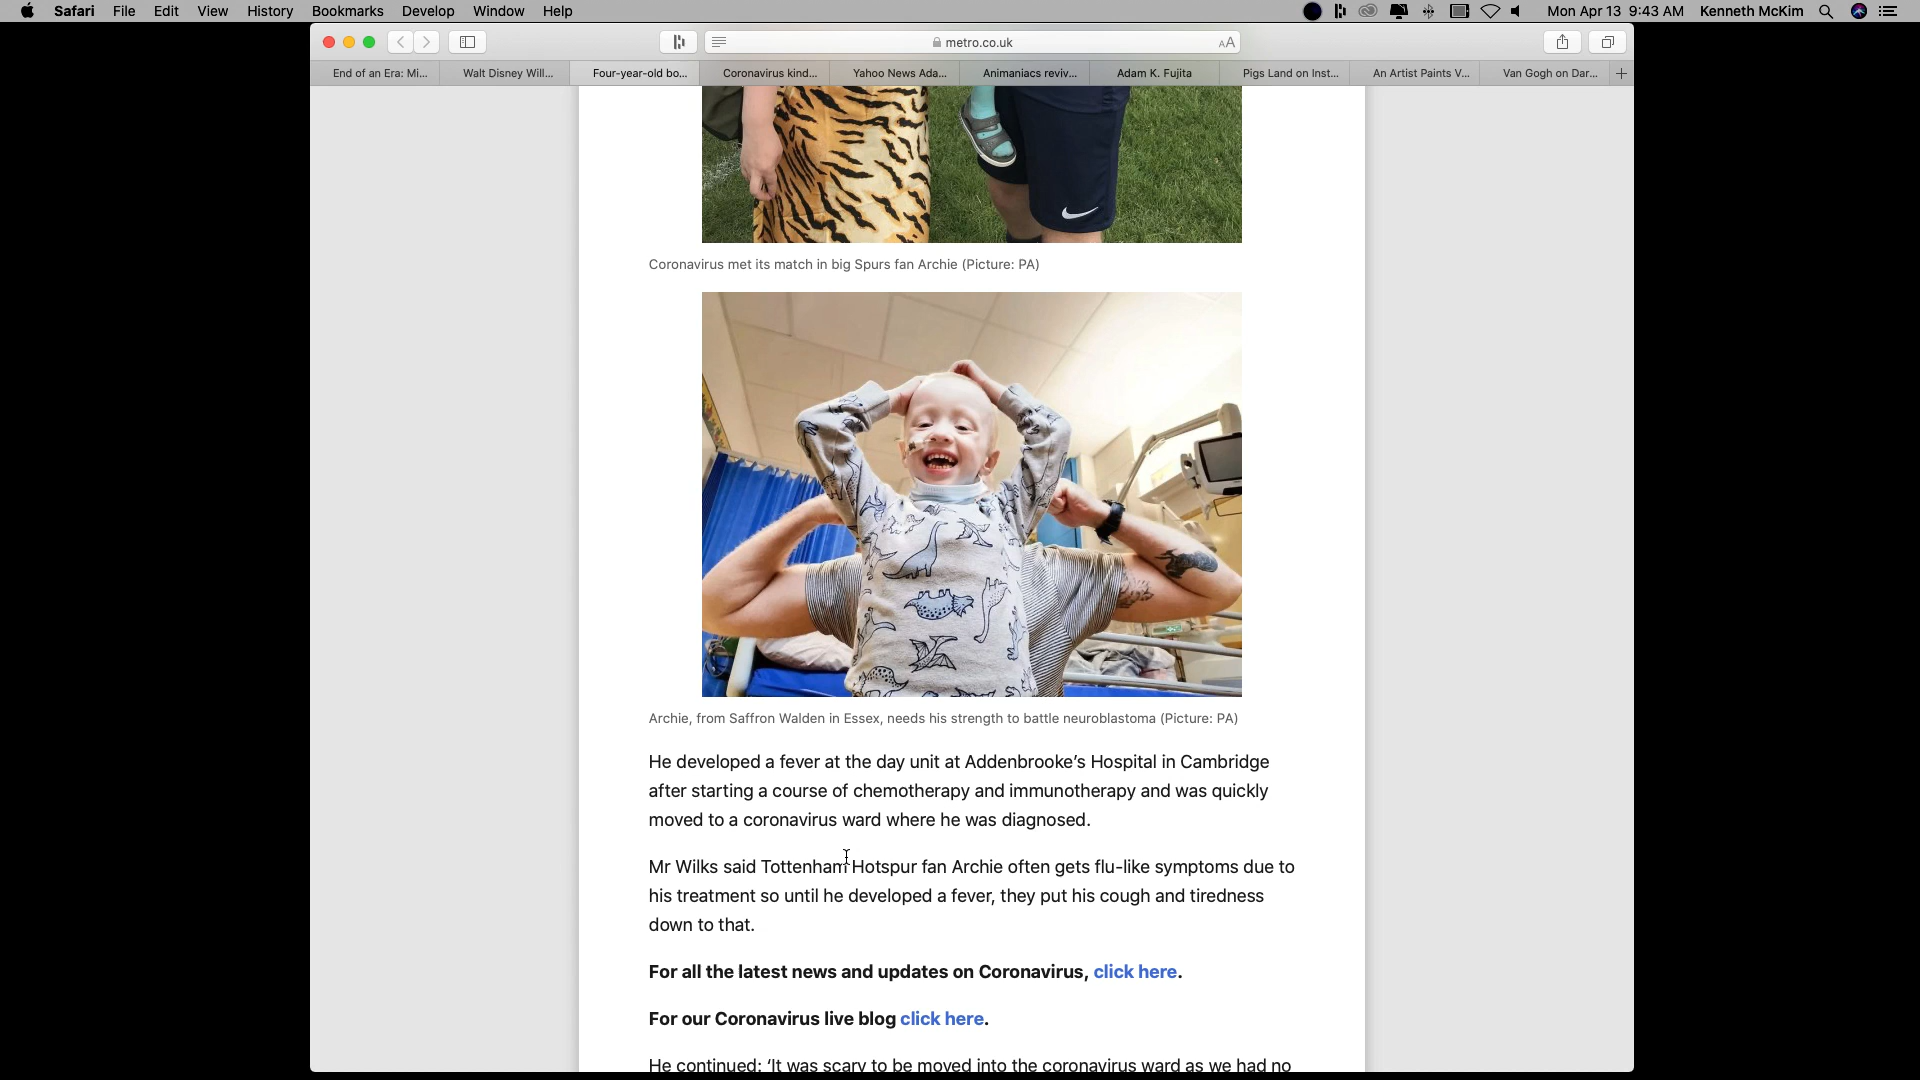 Safari File Edit View History Bookmarks Develop Window Help Mon Apr 13 9:43 AM Kenneth McKim
metro.co.uk AA
End of an Era: Mi... Walt Disney Will... Four-year-old bo... Coronavirus kind... Yahoo News Ada... Animaniacs reviv... Adam K. Fujita Pigs Land on Inst... An Artist Paints V... Van Gogh on Dar...
Coronavirus met its match in big Spurs fan Archie (Picture: PA)
Archie, from Saffron Walden in Essex, needs his strength to battle neuroblastoma (Picture: PA)
He developed a fever at the day unit at Addenbrooke’s Hospital in Cambridge
after starting a course of chemotherapy and immunotherapy and was quickly
moved to a coronavirus ward where he was diagnosed.
Mr Wilks said Tottenham Hotspur fan Archie often gets flu-like symptoms due to
his treatment so until he developed a fever, they put his cough and tiredness
down to that.
For all the latest news and updates on Coronavirus, click here.
For our Coronavirus live blog click here.
He continued: ‘It was scary to be moved into the coronavirus ward as we had no